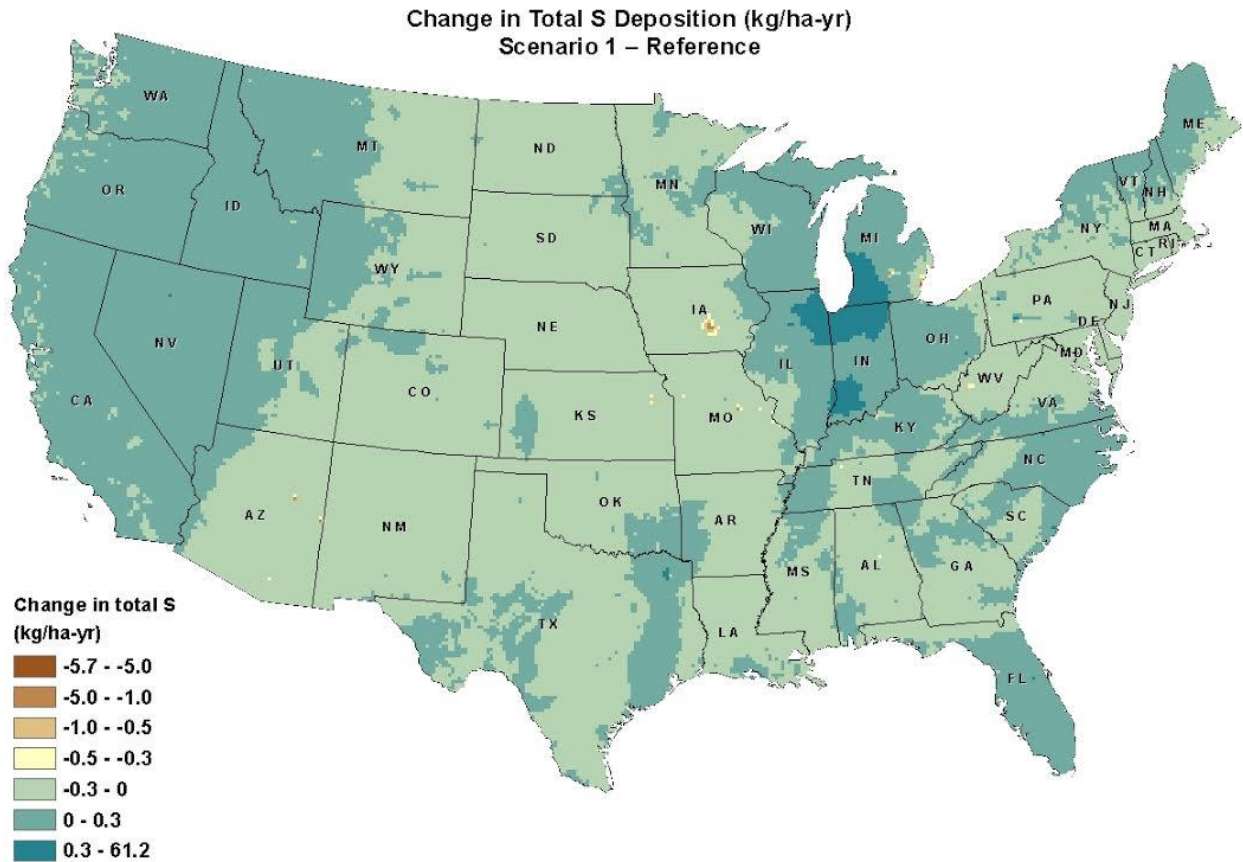 Change in Total S Deposition (kg/ha-yr)
Scenario 1 – Reference
WA
MT
ND
MN
ME
OR
ID
SD
WI
MI
VT
NH
NY
MA
CT
RI
WY
IA
PA
NJ
NV
NE
OH
DE
UT
IL
IN
MD
WV
CA
CO
KS
MO
VA
KY
NC
TN
AZ
NM
OK
AR
SC
MS
AL
GA
TX
LA
FL
Change in total S
(kg/ha-yr)
-5.7 - -5.0
-5.0 - -1.0
-1.0 - -0.5
-0.5 - -0.3
-0.3 - 0
0 - 0.3
0.3 - 61.2